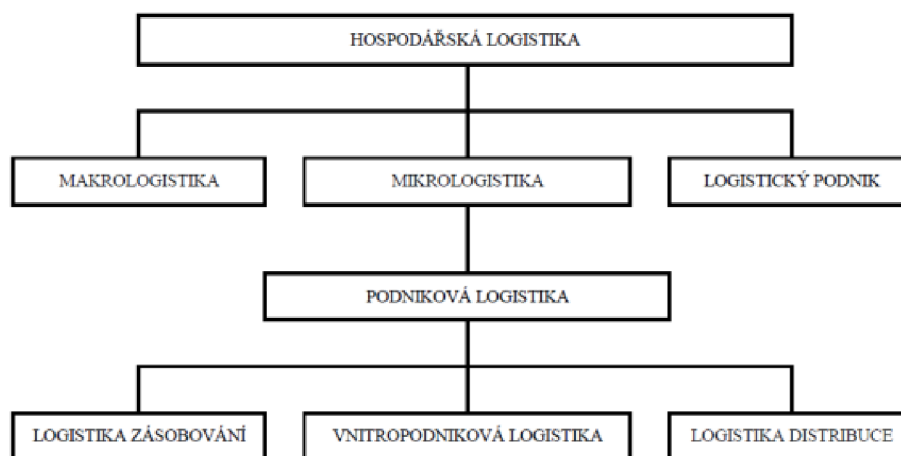 HOSPODÁŘSKÁ LOGISTIKA
MAKROLOGISTIKA
MIKROLOGISTIKA
LOGISTICKÝ PODNIK
PODNIKOVÁ LOGISTIKA
LOGISTIKA ZÁSOBOVÁNÍ
VNITROPODNIKOVÁ LOGISTIKA
LOGISTIKA DISTRIBUCE